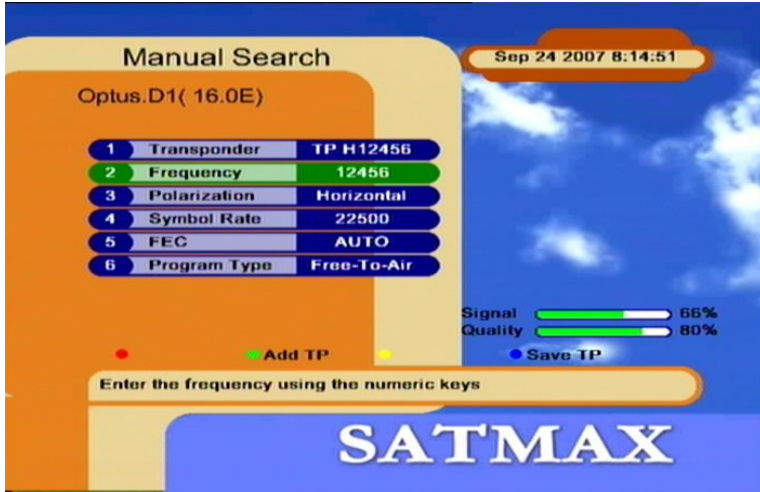 Manual Search
Sep 24 2007 8:14:51
Optus.D1( 16.0E)
1 Transponder TP H12456
2 Frequency 12456
3 Polarization Horizontal
4 Symbol Rate 22500
5 FEC AUTO
6 Program Type Free-To-Air
Signal 66%
Quality 80%
Add TP Save TP
Enter the frequency using the numeric keys
SATMAX